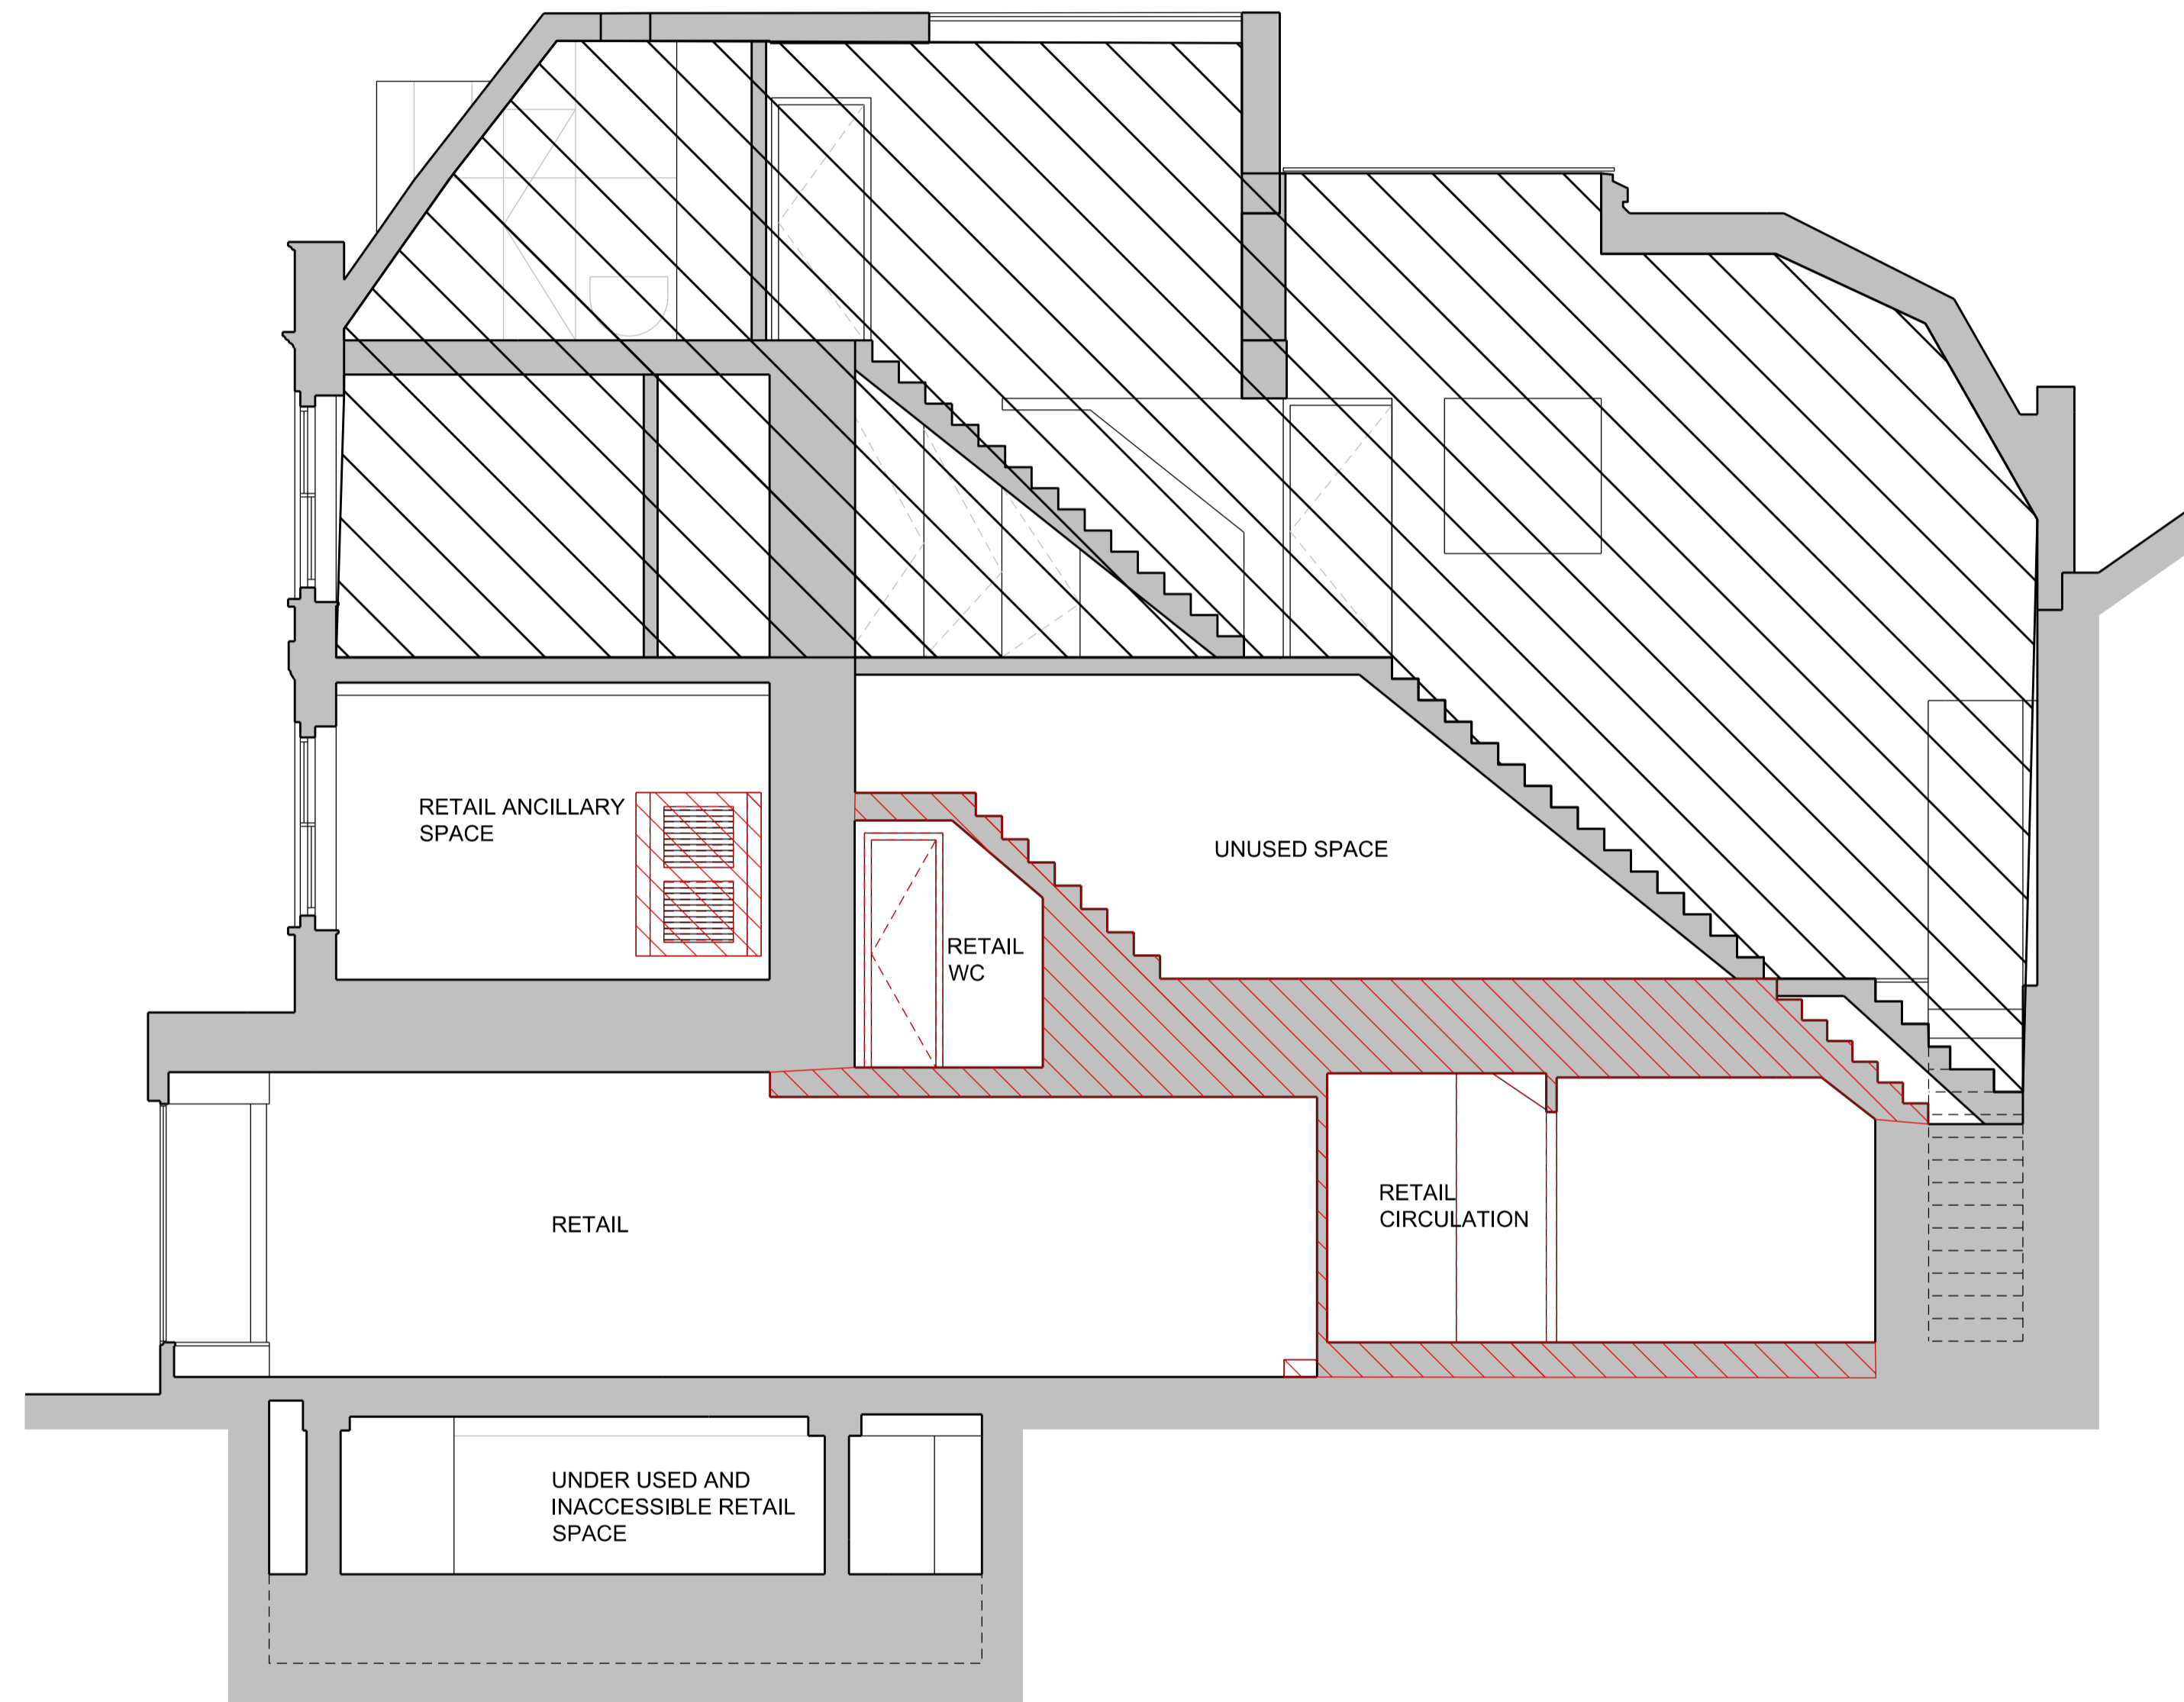 RETAIL ANCILLARY
SPACE
UNUSED SPACE
RETAIL
WC
RETAIL
CIRCULATION
RETAIL
UNDER USED AND
INACCESSIBLE RETAIL
SPACE